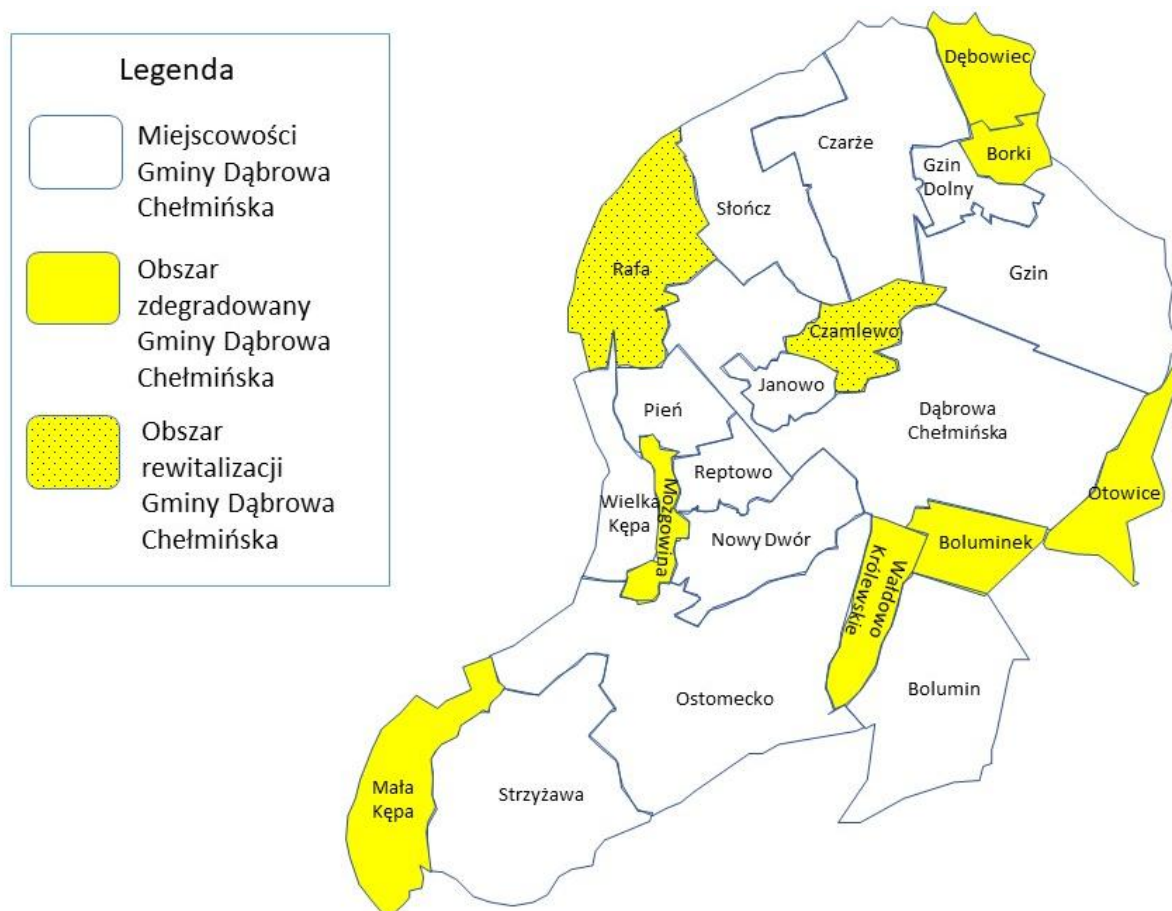 Legenda
Miejscowości
Gminy Dąbrowa
Chełmińska
Obszar
zdegradowany
Gminy Dąbrowa
Chełmińska
Obszar
rewitalizacji
Gminy Dąbrowa
Chełmińska
Dębowiec
Czarże
Borki
Gzin
Dolny
Słończ
Rafa
Gzin
Czamlewo
Janowo
Pień
Dąbrowa
Chełmińska
Reptowo
Otowice
Wielka
Kępa
Mozgowina
Nowy Dwór
Boluminek
Wałdowo
Królewskie
Ostomecko
Bolumin
Mała
Kępa
Strzyżawa